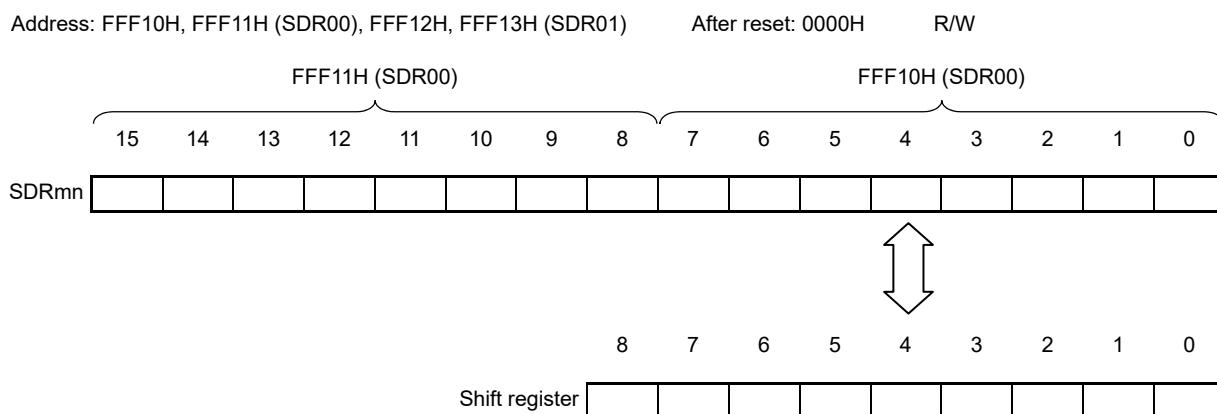 Address: FFF10H, FFF11H (SDR00), FFF12H, FFF13H (SDR01) After reset: 0000H R/W
FFF11H (SDR00) FFF10H (SDR00)
15 14 13 12 11 10 9 8 7 6 5 4 3 2 1 0
SDRmn
8 7 6 5 4 3 2 1 0
Shift register